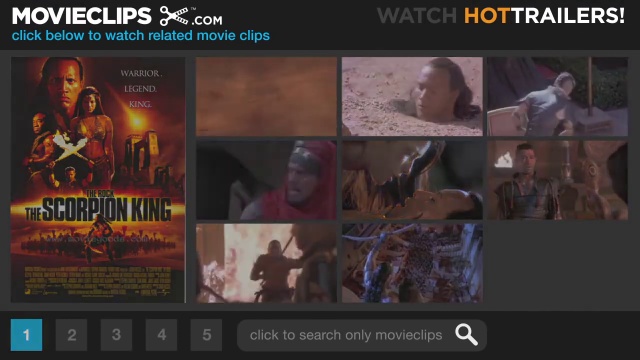 MOVIECLIPS™.COM
WATCH HOTTRAILERS!
click below to watch related movie clips
WARRIOR.
LEGEND.
KING.
THE ROCK
THE SCORPION KING
1
2
3
4
5
click to search only movieclips